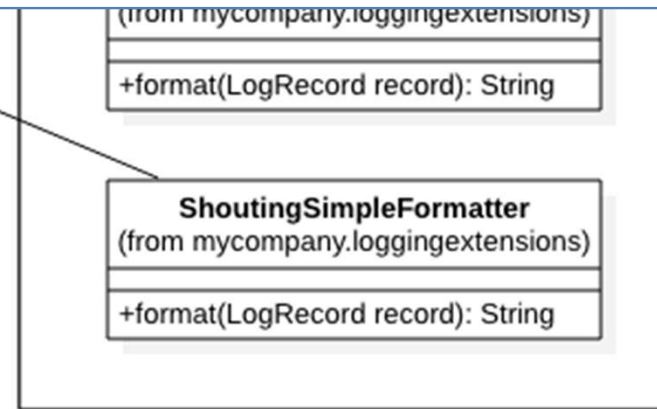 (from mycompany.loggingextensions)
+format(LogRecord record): String
ShoutingSimpleFormatter
(from mycompany.loggingextensions)
+format(LogRecord record): String